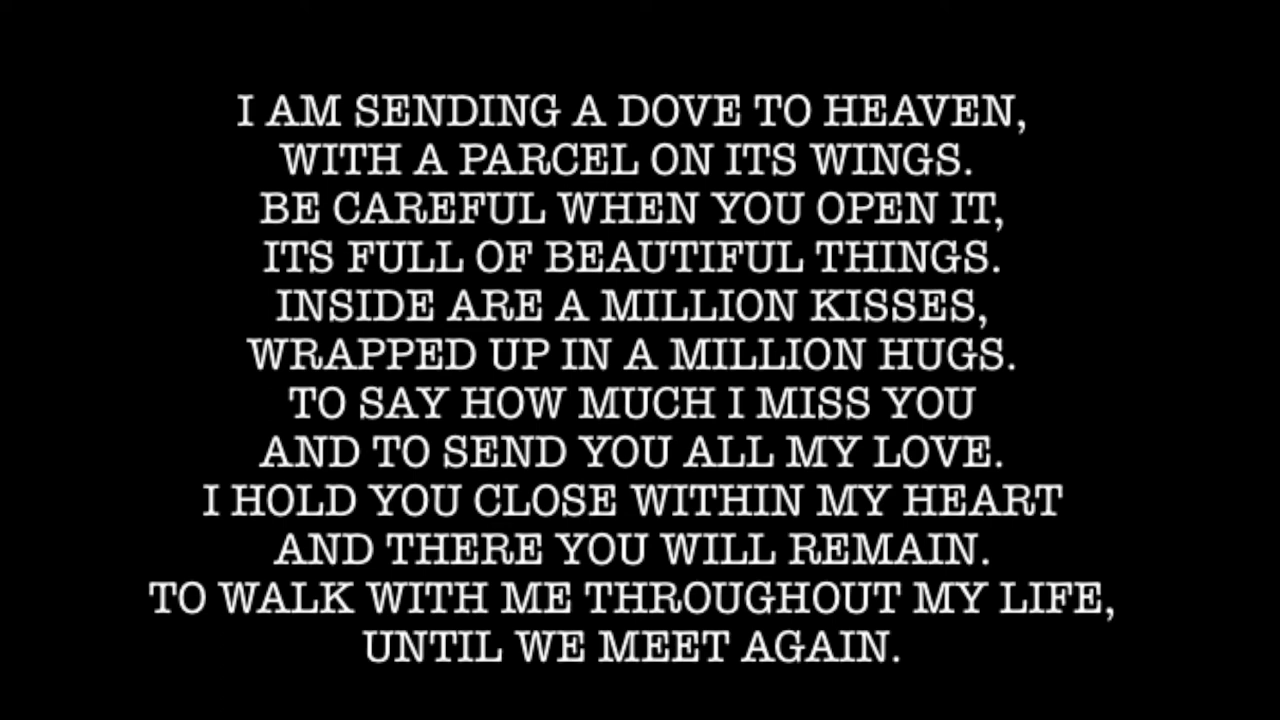 I AM SENDING A DOVE TO HEAVEN,
WITH A PARCEL ON ITS WINGS.
BE CAREFUL WHEN YOU OPEN IT,
ITS FULL OF BEAUTIFUL THINGS.
INSIDE ARE A MILLION KISSES,
WRAPPED UP IN A MILLION HUGS.
TO SAY HOW MUCH I MISS YOU
AND TO SEND YOU ALL MY LOVE.
I HOLD YOU CLOSE WITHIN MY HEART
AND THERE YOU WILL REMAIN.
TO WALK WITH ME THROUGHOUT MY LIFE,
UNTIL WE MEET AGAIN.